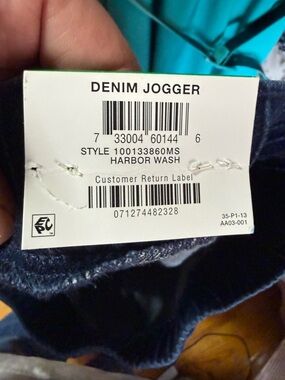 DENIM JOGGER
7 33004 60144 6
STYLE 100133860MS
HARBOR WASH
Customer Return Label
071274482328
35-P1-13
AA03-001